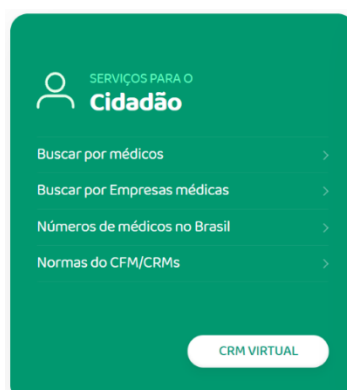 SERVIÇOS PARA O
Cidadão
Buscar por médicos
Buscar por Empresas médicas
Números de médicos no Brasil
Normas do CFM/CRMs
CRM VIRTUAL